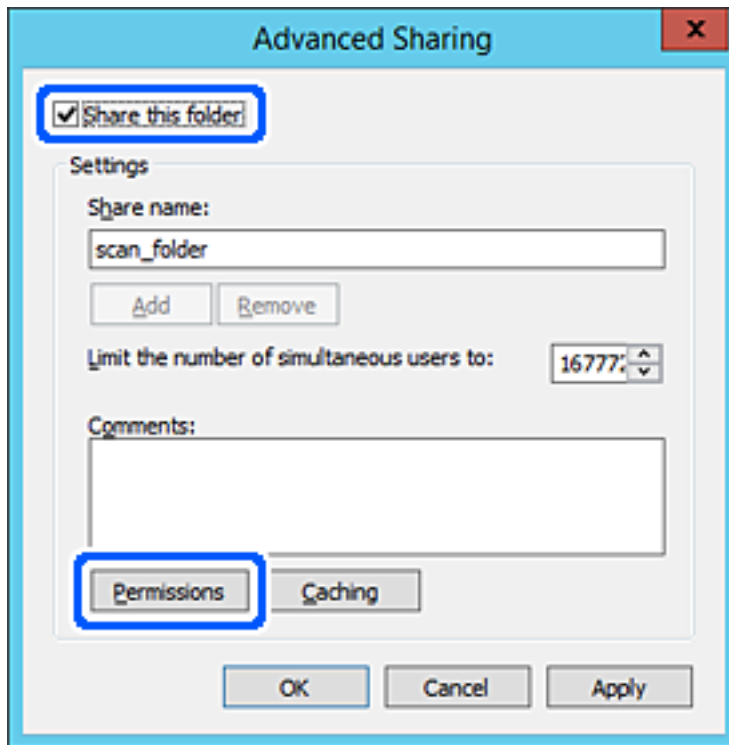 Advanced Sharing
Share this folder
Settings
Share name:
scan_folder
Add Remove
Limit the number of simultaneous users to:
Comments:
Permissions Caching
OK Cancel Apply